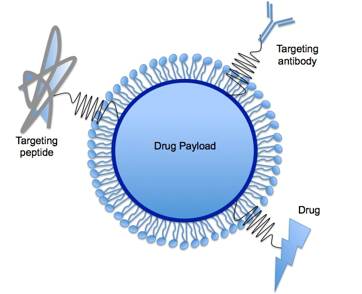 Targeting
antibody
Targeting
peptide
Drug Payload
Drug